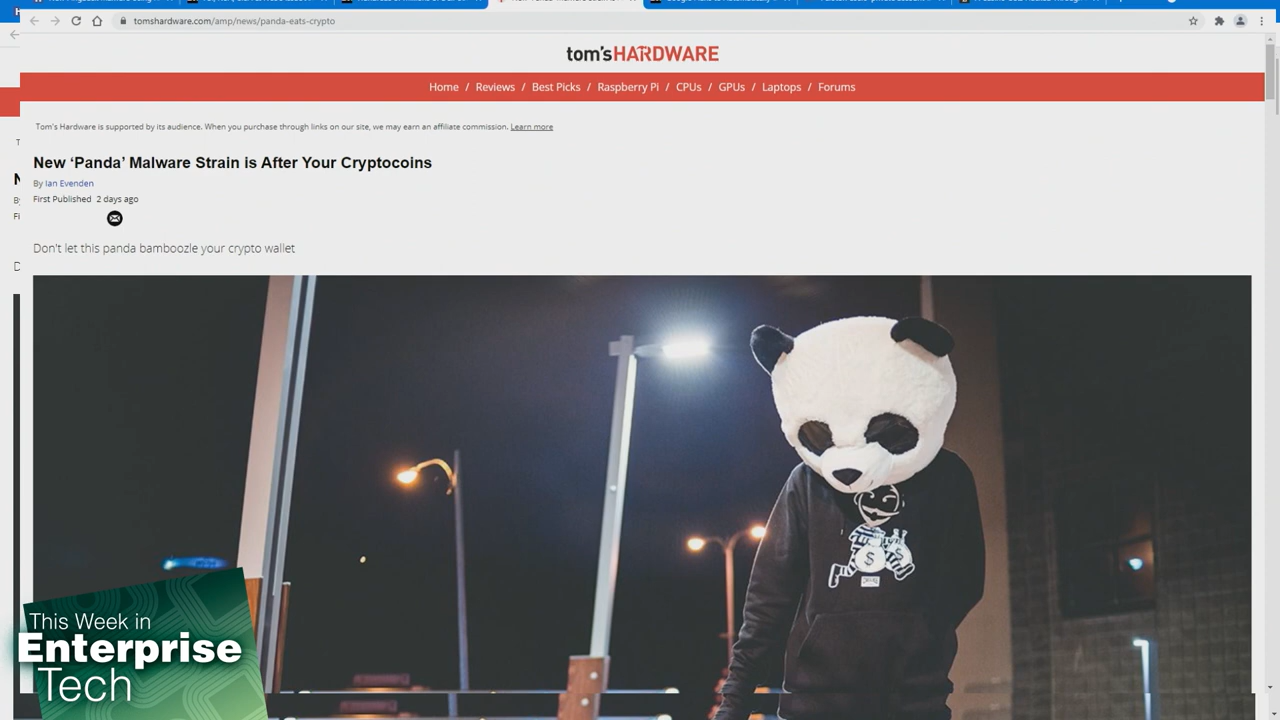 tomshardware.com/amp/news/panda-eats-crypto
tom'sHARDWARE
Home / Reviews / Best Picks / Raspberry Pi / CPUs / GPUs / Laptops / Forums
Tom's Hardware is supported by its audience. When you purchase through links on our site, we may earn an affiliate commission. Learn more
New ‘Panda’ Malware Strain is After Your Cryptocoins
By Ian Evenden
First Published 2 days ago
Don't let this panda bamboozle your crypto wallet
$
This Week in
Enterprise
Tech